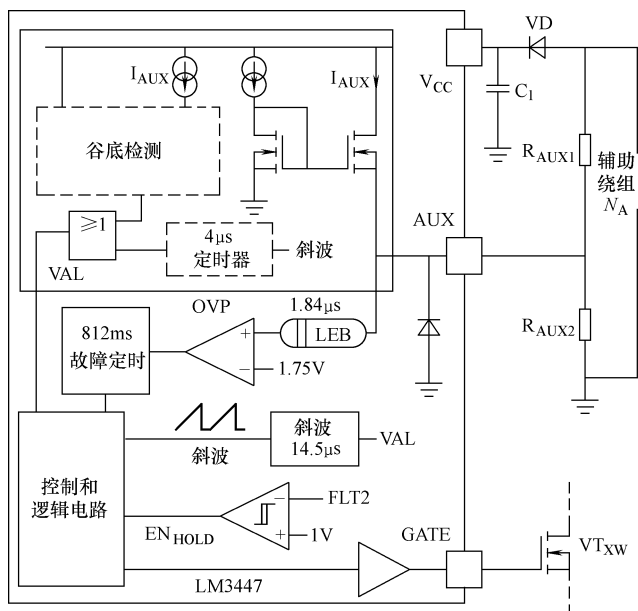 VD
I_AUX
I_AUX
V_CC
C₁
谷底检测
R_AUX1
辅助
绕组
N_A
≥1
AUX
4μs
定时器
斜波
VAL
OVP
1.84μs
LEB
812ms
故障定时
+
−
1.75V
R_AUX2
斜波
斜波
14.5μs
VAL
控制和
逻辑电路
−
FLT2
+
1V
EN_HOLD
GATE
VT_XW
LM3447